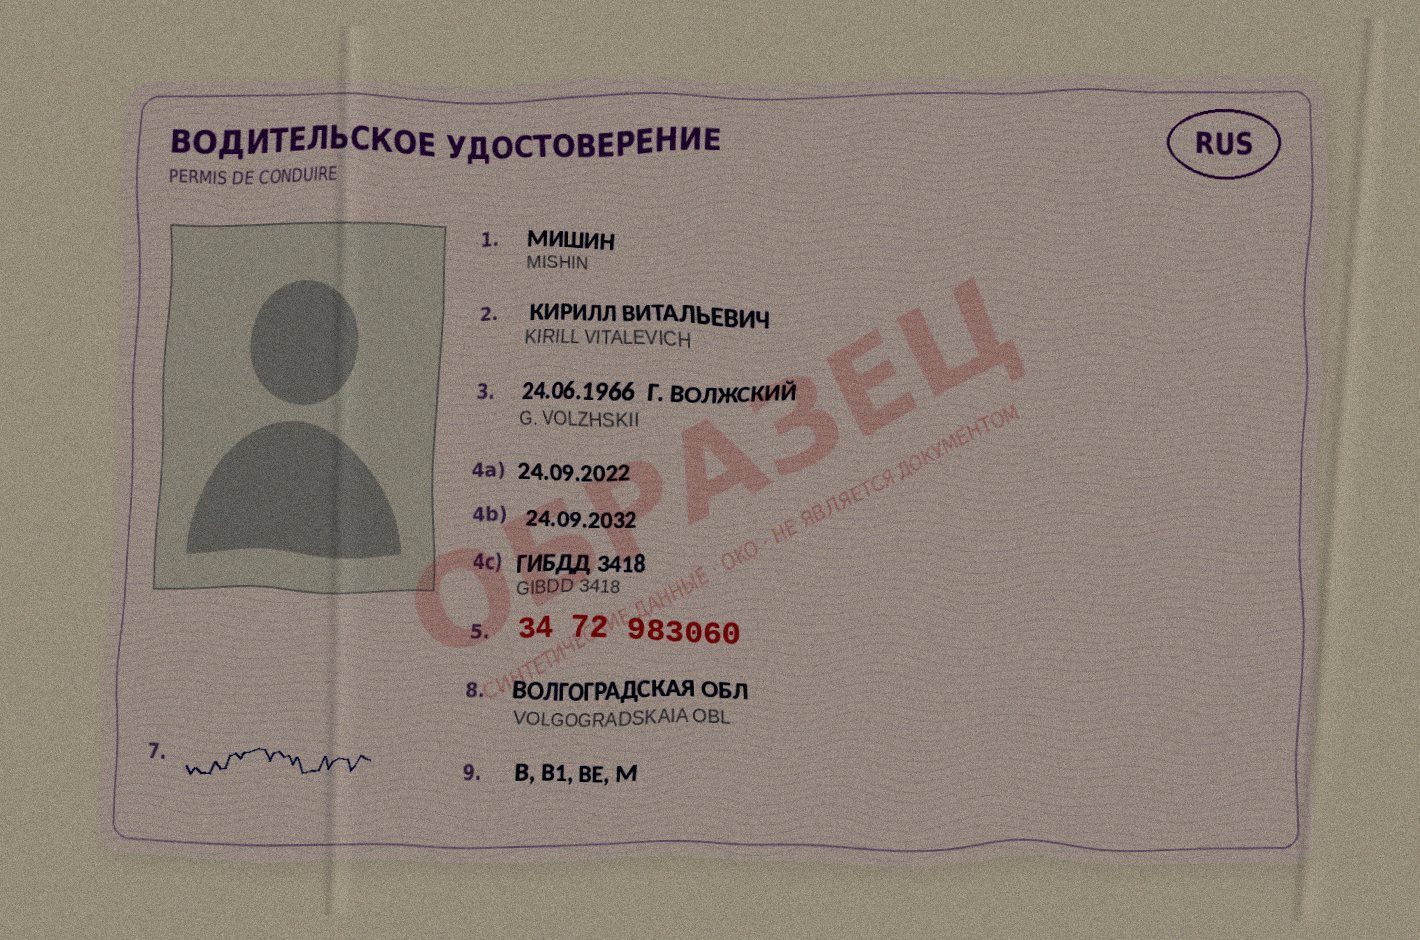 ВОДИТЕЛЬСКОЕ УДОСТОВЕРЕНИЕ
PERMIS DE CONDUIRE
RUS
1. МИШИН
MISHIN
2. КИРИЛЛ ВИТАЛЬЕВИЧ
KIRILL VITALEVICH
3. 24.06.1966 Г. ВОЛЖСКИЙ
G. VOLZHSKII
4a) 24.09.2022
4b) 24.09.2032
4c) ГИБДД 3418
GIBDD 3418
5. 34 72 983060
8. ВОЛГОГРАДСКАЯ ОБЛ
VOLGOGRADSKAIA OBL
7.
9. B, B1, BE, M
ОБРАЗЕЦ
СИНТЕТИЧЕСКИЕ ДАННЫЕ · ОКО · НЕ ЯВЛЯЕТСЯ ДОКУМЕНТОМ